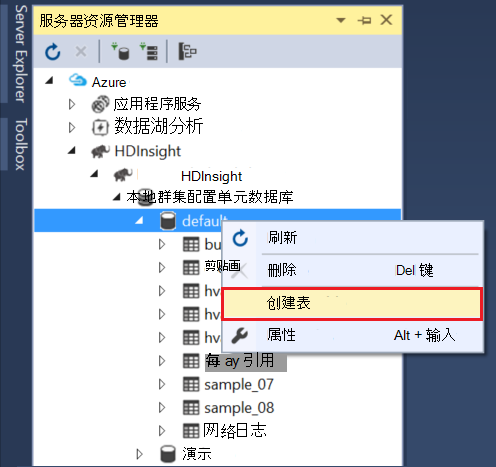 服务器资源管理器
Server Explorer
Toolbox
Azure
应用程序服务
数据湖分析
HDInsight
HDInsight
本地群集配置单元数据库
default
刷新
删除 Del 键
创建表
属性 Alt + 输入
bu
剪贴画
hv
hva
hva
每 ay 引用
sample_07
sample_08
网络日志
演示